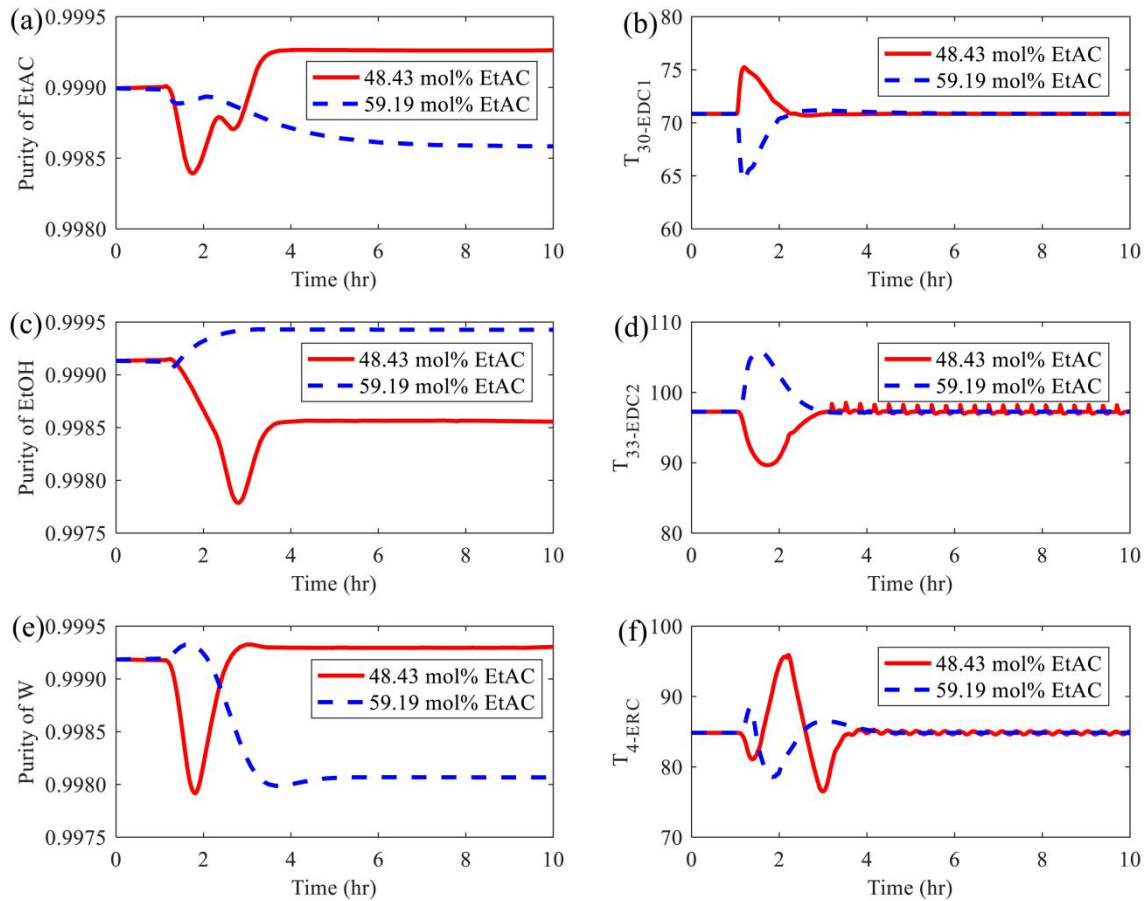 (a)
0.9995
0.9990
0.9985
0.9980
Purity of EtAC
48.43 mol% EtAC
59.19 mol% EtAC
0 2 4 6 8 10
Time (hr)
(b)
80
75
70
65
60
T30-EDC1
48.43 mol% EtAC
59.19 mol% EtAC
0 2 4 6 8 10
Time (hr)
(c)
0.9995
0.9990
0.9985
0.9980
0.9975
Purity of EtOH
48.43 mol% EtAC
59.19 mol% EtAC
0 2 4 6 8 10
Time (hr)
(d)
110
100
90
80
T33-EDC2
48.43 mol% EtAC
59.19 mol% EtAC
0 2 4 6 8 10
Time (hr)
(e)
0.9995
0.9990
0.9985
0.9980
0.9975
Purity of W
48.43 mol% EtAC
59.19 mol% EtAC
0 2 4 6 8 10
Time (hr)
(f)
100
90
80
70
T4-ERC
48.43 mol% EtAC
59.19 mol% EtAC
0 2 4 6 8 10
Time (hr)